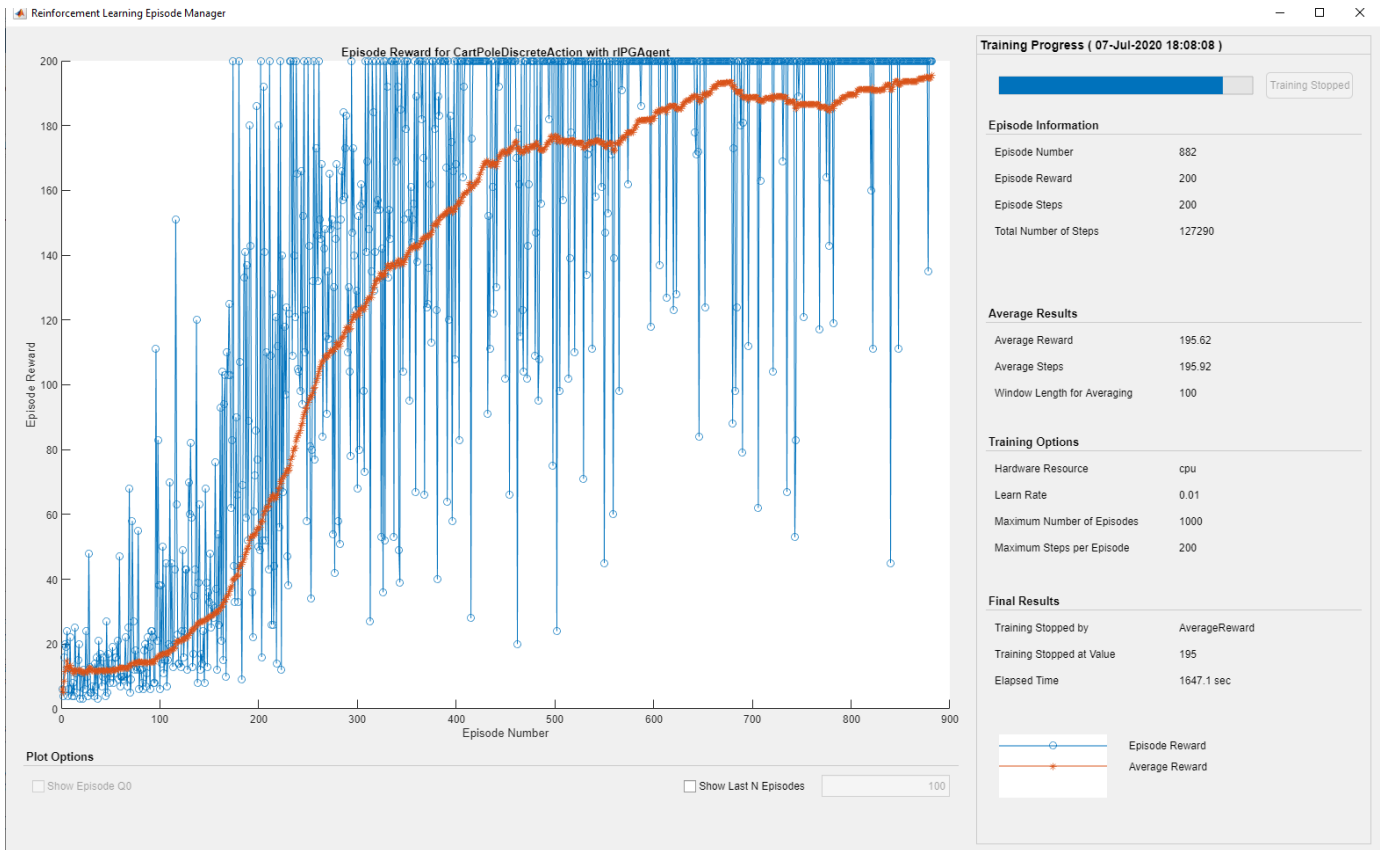 Reinforcement Learning Episode Manager
Episode Reward for CartPoleDiscreteAction with rlPGAgent
200
180
160
140
120
100
80
60
40
20
0
Episode Reward
0 100 200 300 400 500 600 700 800 900
Episode Number
Plot Options
Show Episode Q0
Show Last N Episodes 100
Training Progress ( 07-Jul-2020 18:08:08 )
Training Stopped
Episode Information
Episode Number 882
Episode Reward 200
Episode Steps 200
Total Number of Steps 127290
Average Results
Average Reward 195.62
Average Steps 195.92
Window Length for Averaging 100
Training Options
Hardware Resource cpu
Learn Rate 0.01
Maximum Number of Episodes 1000
Maximum Steps per Episode 200
Final Results
Training Stopped by AverageReward
Training Stopped at Value 195
Elapsed Time 1647.1 sec
Episode Reward
Average Reward